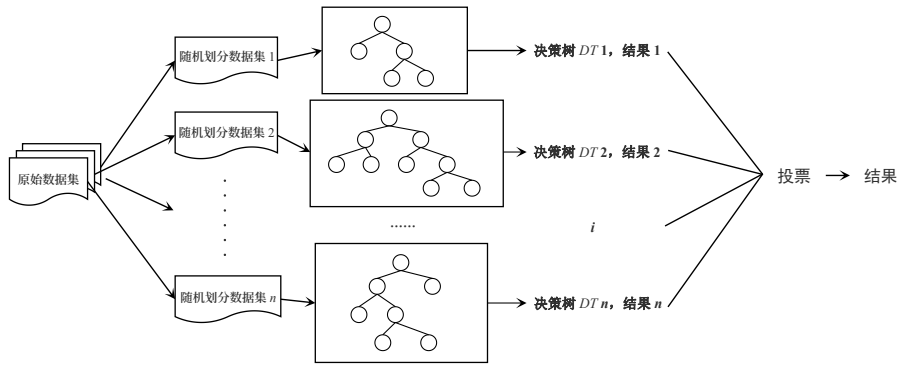 原始数据集
随机划分数据集 1
决策树 DT 1，结果 1
随机划分数据集 2
决策树 DT 2，结果 2
投票
结果
......
i
随机划分数据集 n
决策树 DT n，结果 n